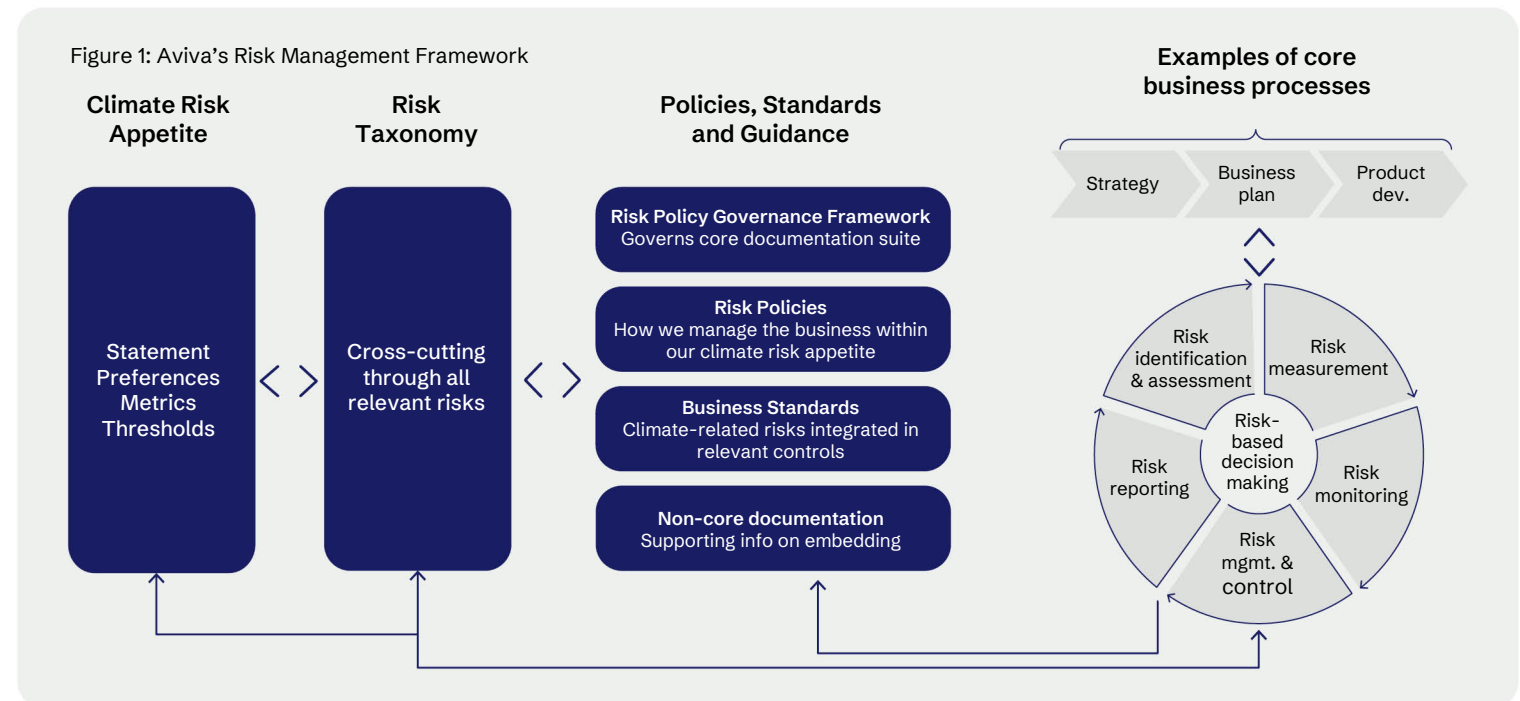 Figure 1: Aviva’s Risk Management Framework
Climate Risk
Appetite
Risk
Taxonomy
Policies, Standards
and Guidance
Examples of core
business processes
Statement
Preferences
Metrics
Thresholds
Cross-cutting
through all
relevant risks
Risk Policy Governance Framework
Governs core documentation suite
Risk Policies
How we manage the business within
our climate risk appetite
Business Standards
Climate-related risks integrated in
relevant controls
Non-core documentation
Supporting info on embedding
Strategy
Business
plan
Product
dev.
Risk
identification
& assessment
Risk
measurement
Risk
monitoring
Risk
mgmt. &
control
Risk
reporting
Risk-
based
decision
making